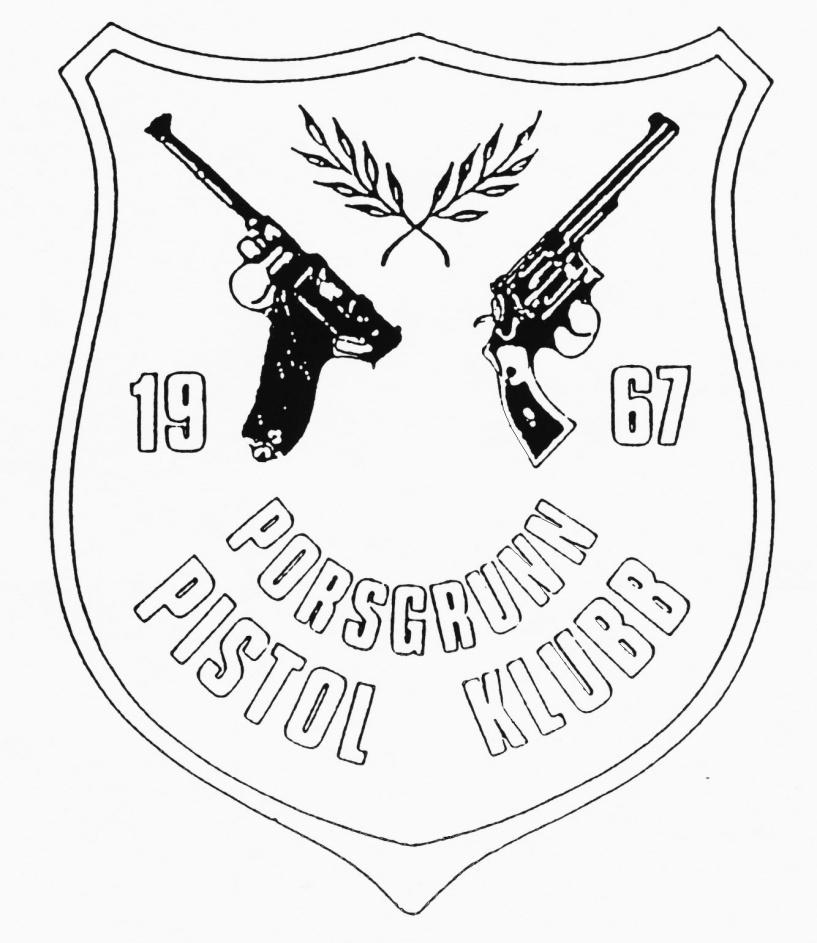 19 67
PORSGRUNN
PISTOL KLUBB